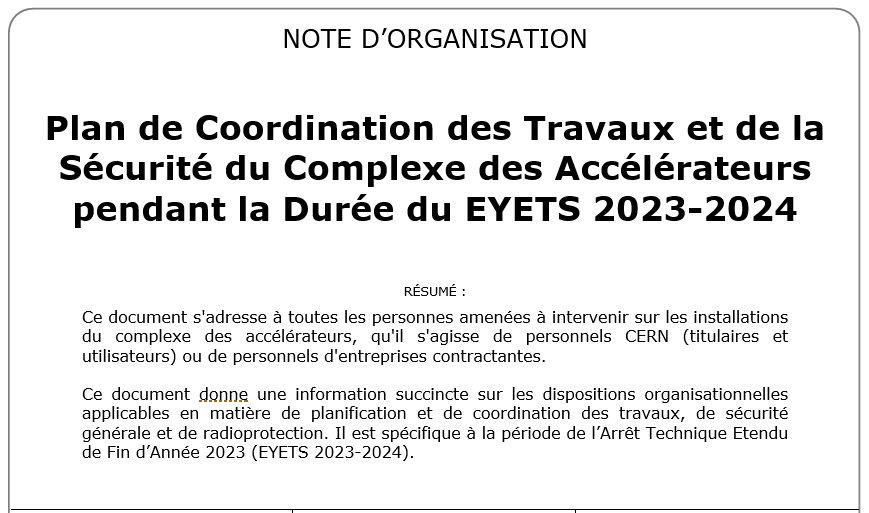 NOTE D’ORGANISATION
Plan de Coordination des Travaux et de la
Sécurité du Complexe des Accélérateurs
pendant la Durée du EYETS 2023-2024
RÉSUMÉ :
Ce document s'adresse à toutes les personnes amenées à intervenir sur les installations
du complexe des accélérateurs, qu'il s'agisse de personnels CERN (titulaires et
utilisateurs) ou de personnels d'entreprises contractantes.
Ce document donne une information succincte sur les dispositions organisationnelles
applicables en matière de planification et de coordination des travaux, de sécurité
générale et de radioprotection. Il est spécifique à la période de l’Arrêt Technique Etendu
de Fin d’Année 2023 (EYETS 2023-2024).